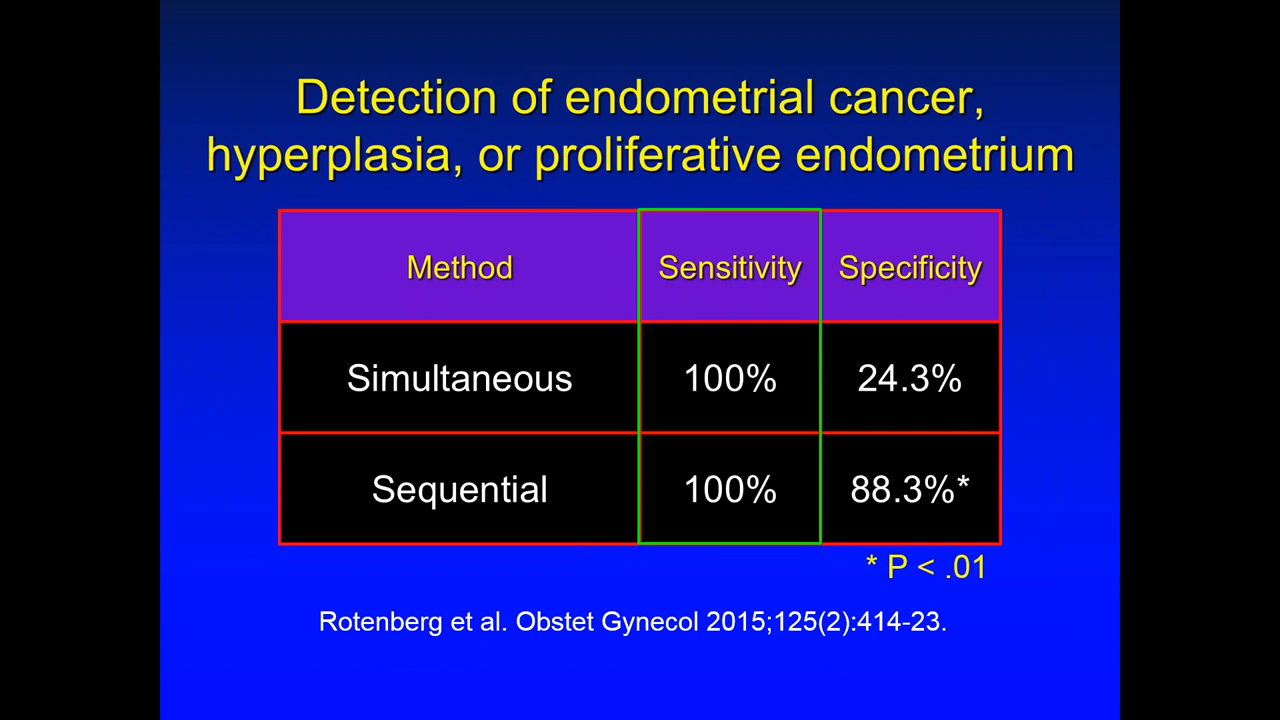 Detection of endometrial cancer,
hyperplasia, or proliferative endometrium
Method Sensitivity Specificity
Simultaneous 100% 24.3%
Sequential 100% 88.3%*
* P < .01
Rotenberg et al. Obstet Gynecol 2015;125(2):414-23.